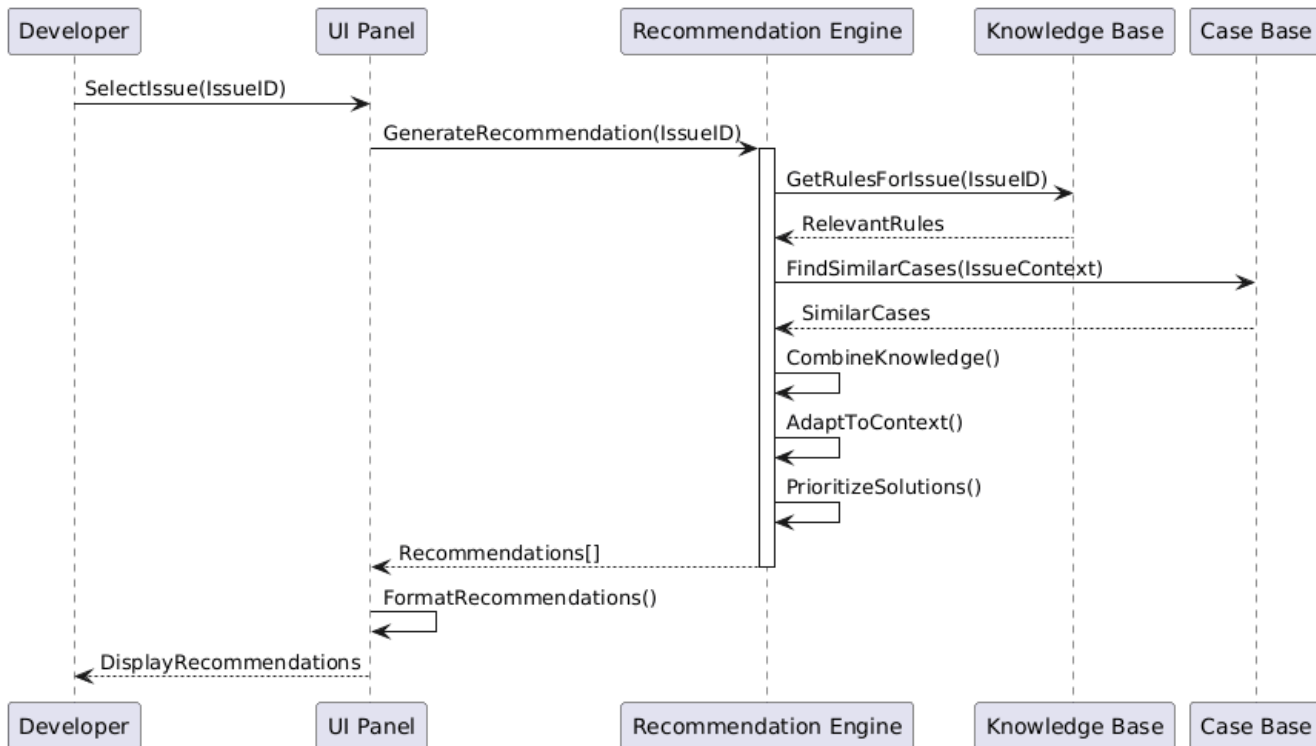 Developer
UI Panel
Recommendation Engine
Knowledge Base
Case Base
SelectIssue(IssueID)
GenerateRecommendation(IssueID)
GetRulesForIssue(IssueID)
RelevantRules
FindSimilarCases(IssueContext)
SimilarCases
CombineKnowledge()
AdaptToContext()
PrioritizeSolutions()
Recommendations[]
FormatRecommendations()
DisplayRecommendations
Developer
UI Panel
Recommendation Engine
Knowledge Base
Case Base